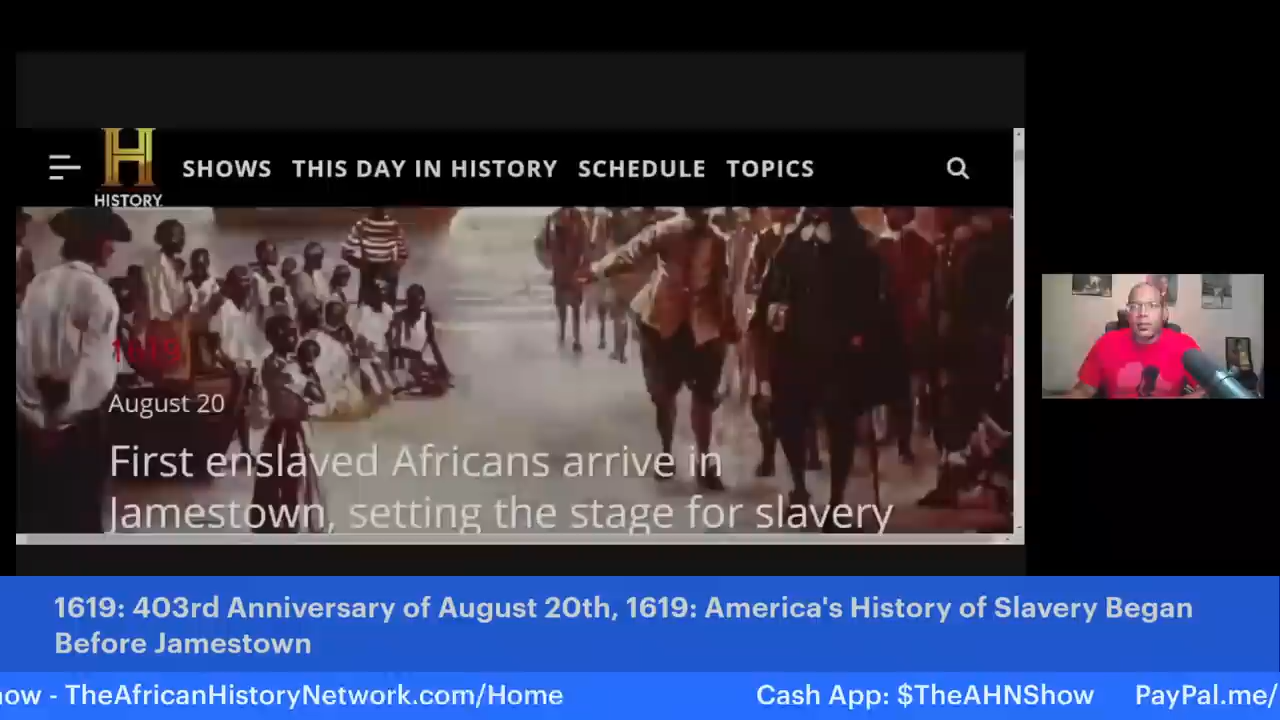 H
HISTORY.
SHOWS THIS DAY IN HISTORY SCHEDULE TOPICS
1619
August 20
First enslaved Africans arrive in
Jamestown, setting the stage for slavery
1619: 403rd Anniversary of August 20th, 1619: America's History of Slavery Began
Before Jamestown
ow - TheAfricanHistoryNetwork.com/Home Cash App: $TheAHNShow PayPal.me/